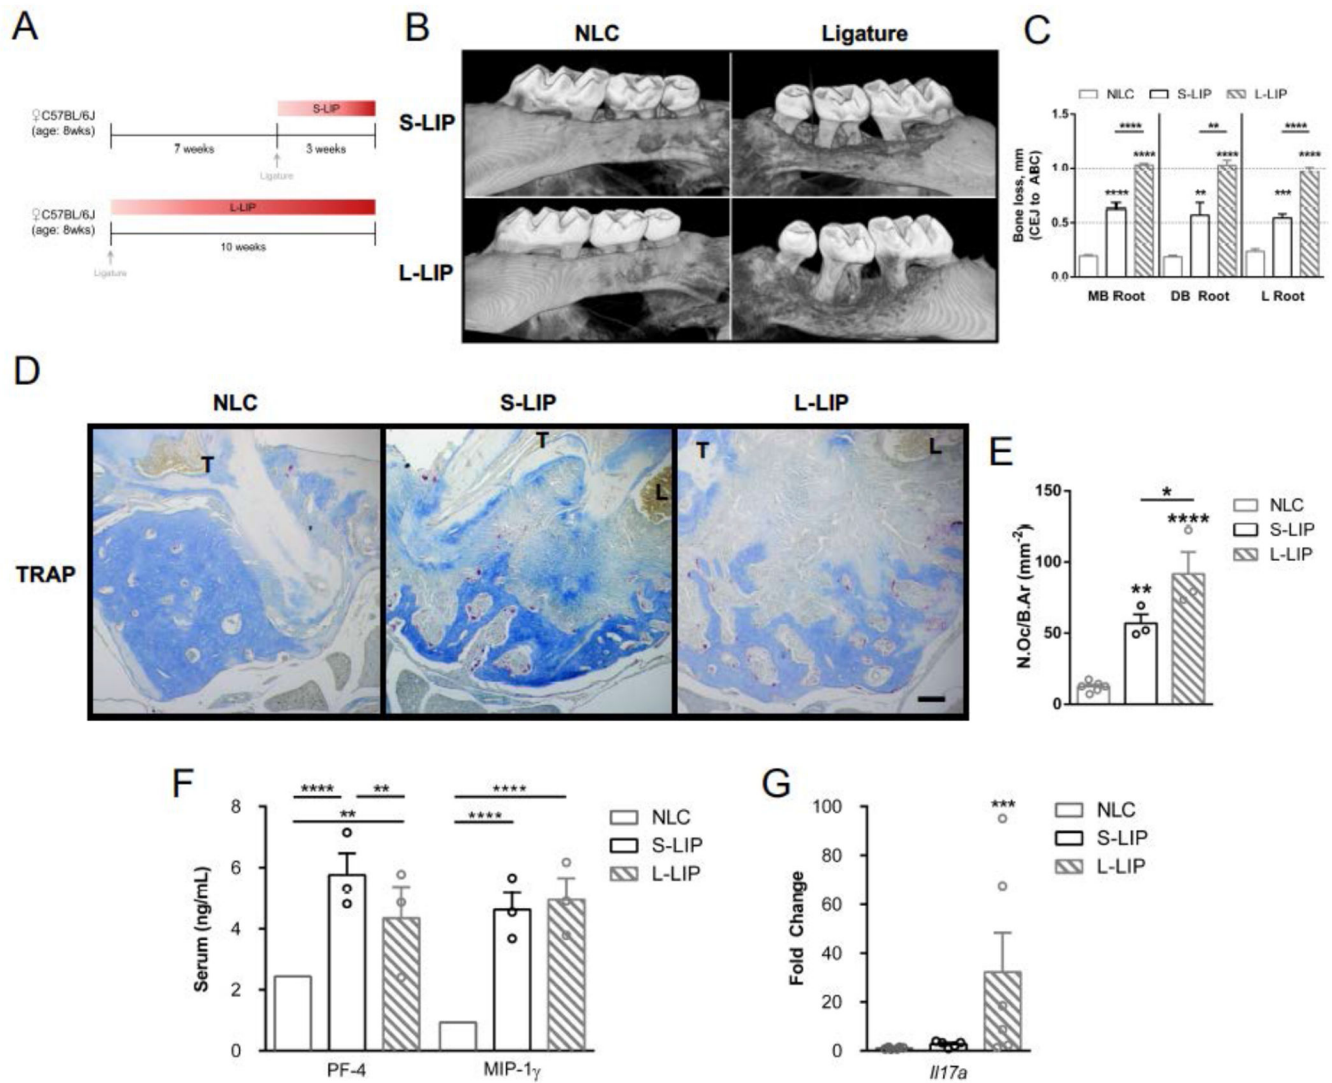 A
♀C57BL/6J
(age: 8wks)
S-LIP
7 weeks
3 weeks
Ligature
♀C57BL/6J
(age: 8wks)
L-LIP
10 weeks
Ligature
B
NLC
Ligature
S-LIP
L-LIP
C
NLC
S-LIP
L-LIP
Bone loss, mm
(CEJ to ABC)
1.5
1.0
0.5
0.0
****
**
****
****
****
****
****
**
***
MB Root
DB Root
L Root
D
NLC
S-LIP
L-LIP
TRAP
T
T
L
T
L
E
N.Oc/B.Ar (mm⁻²)
150
100
50
0
*
****
**
NLC
S-LIP
L-LIP
F
Serum (ng/mL)
8
6
4
2
0
****
**
**
****
****
PF-4
MIP-1γ
NLC
S-LIP
L-LIP
G
Fold Change
100
80
60
40
20
0
***
Il17a
NLC
S-LIP
L-LIP